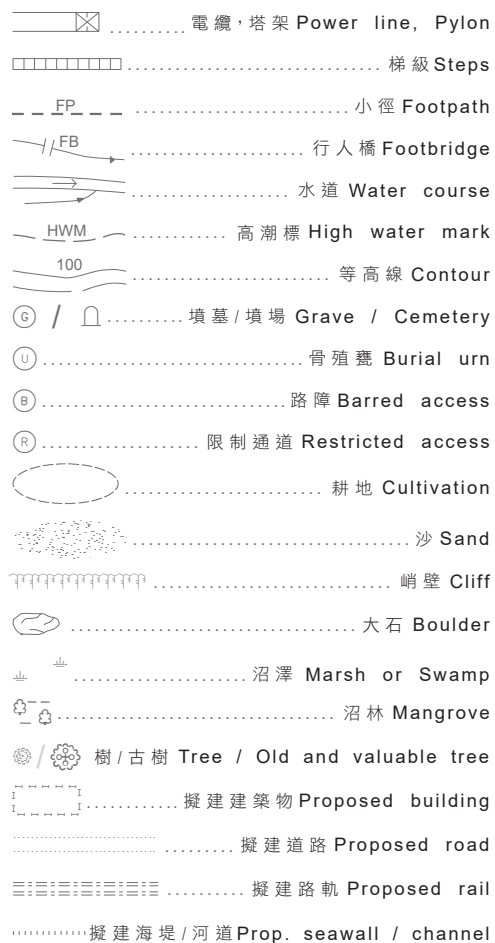 電纜，塔架 Power line, Pylon
梯級 Steps
FP 小徑 Footpath
FB 行人橋 Footbridge
水道 Water course
HWM 高潮標 High water mark
100 等高線 Contour
G / 墳墓/墳場 Grave / Cemetery
U 骨殖甕 Burial urn
B 路障 Barred access
R 限制通道 Restricted access
耕地 Cultivation
沙 Sand
峭壁 Cliff
大石 Boulder
沼澤 Marsh or Swamp
沼林 Mangrove
/ 樹/古樹 Tree / Old and valuable tree
擬建建築物 Proposed building
擬建道路 Proposed road
擬建路軌 Proposed rail
擬建海堤/河道 Prop. seawall / channel